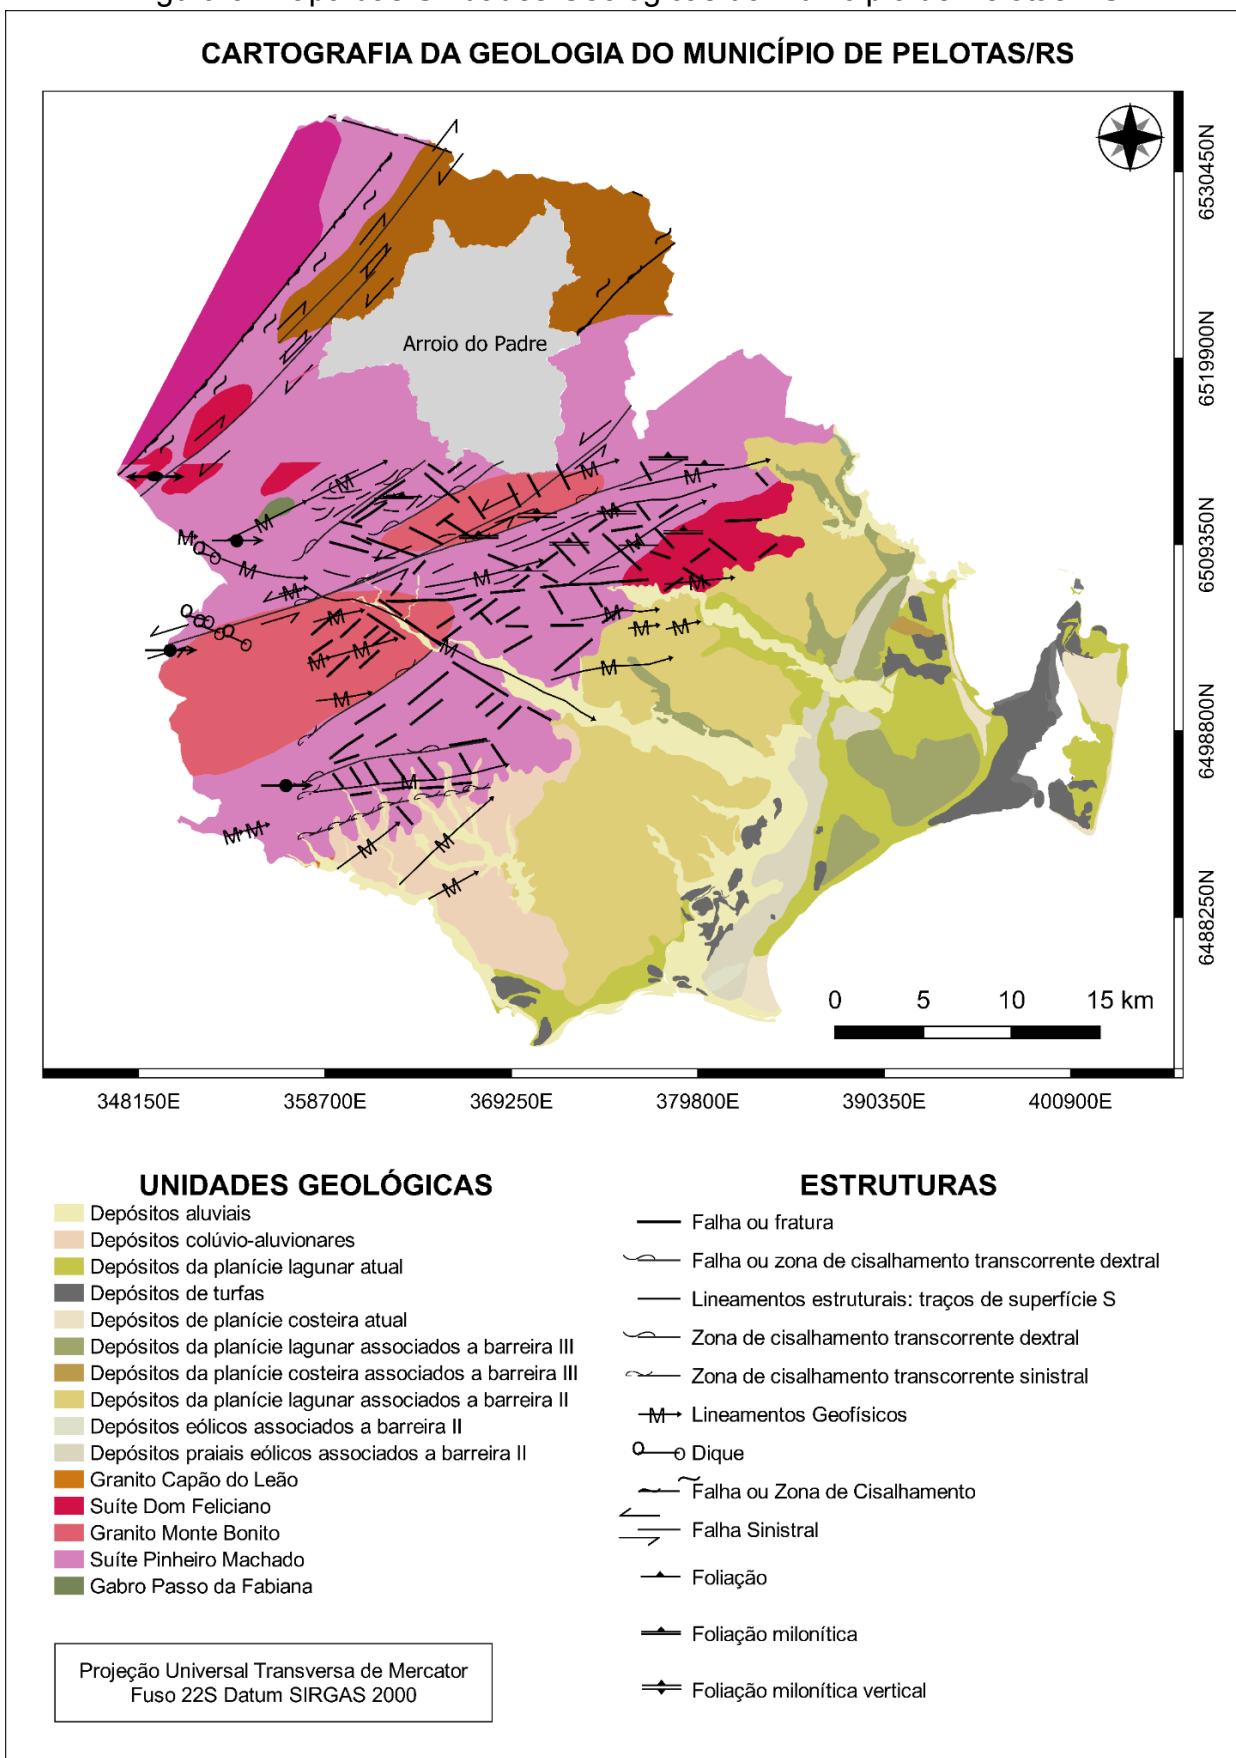 CARTOGRAFIA DA GEOLOGIA DO MUNICÍPIO DE PELOTAS/RS
6530450N
Arroio do Padre
6519900N
6509350N
6498800N
6488250N
0 5 10 15 km
348150E 358700E 369250E 379800E 390350E 400900E
UNIDADES GEOLÓGICAS
Depósitos aluviais
Depósitos colúvio-aluvionares
Depósitos da planície lagunar atual
Depósitos de turfas
Depósitos de planície costeira atual
Depósitos da planície lagunar associados a barreira III
Depósitos da planície costeira associados a barreira III
Depósitos da planície lagunar associados a barreira II
Depósitos eólicos associados a barreira II
Depósitos praiais eólicos associados a barreira II
Granito Capão do Leão
Suíte Dom Feliciano
Granito Monte Bonito
Suíte Pinheiro Machado
Gabro Passo da Fabiana
ESTRUTURAS
Falha ou fratura
Falha ou zona de cisalhamento transcorrente dextral
Lineamentos estruturais: traços de superfície S
Zona de cisalhamento transcorrente dextral
Zona de cisalhamento transcorrente sinistral
M Lineamentos Geofísicos
Dique
Falha ou Zona de Cisalhamento
Falha Sinistral
Foliação
Foliação milonítica
Foliação milonítica vertical
Projeção Universal Transversa de Mercator
Fuso 22S Datum SIRGAS 2000